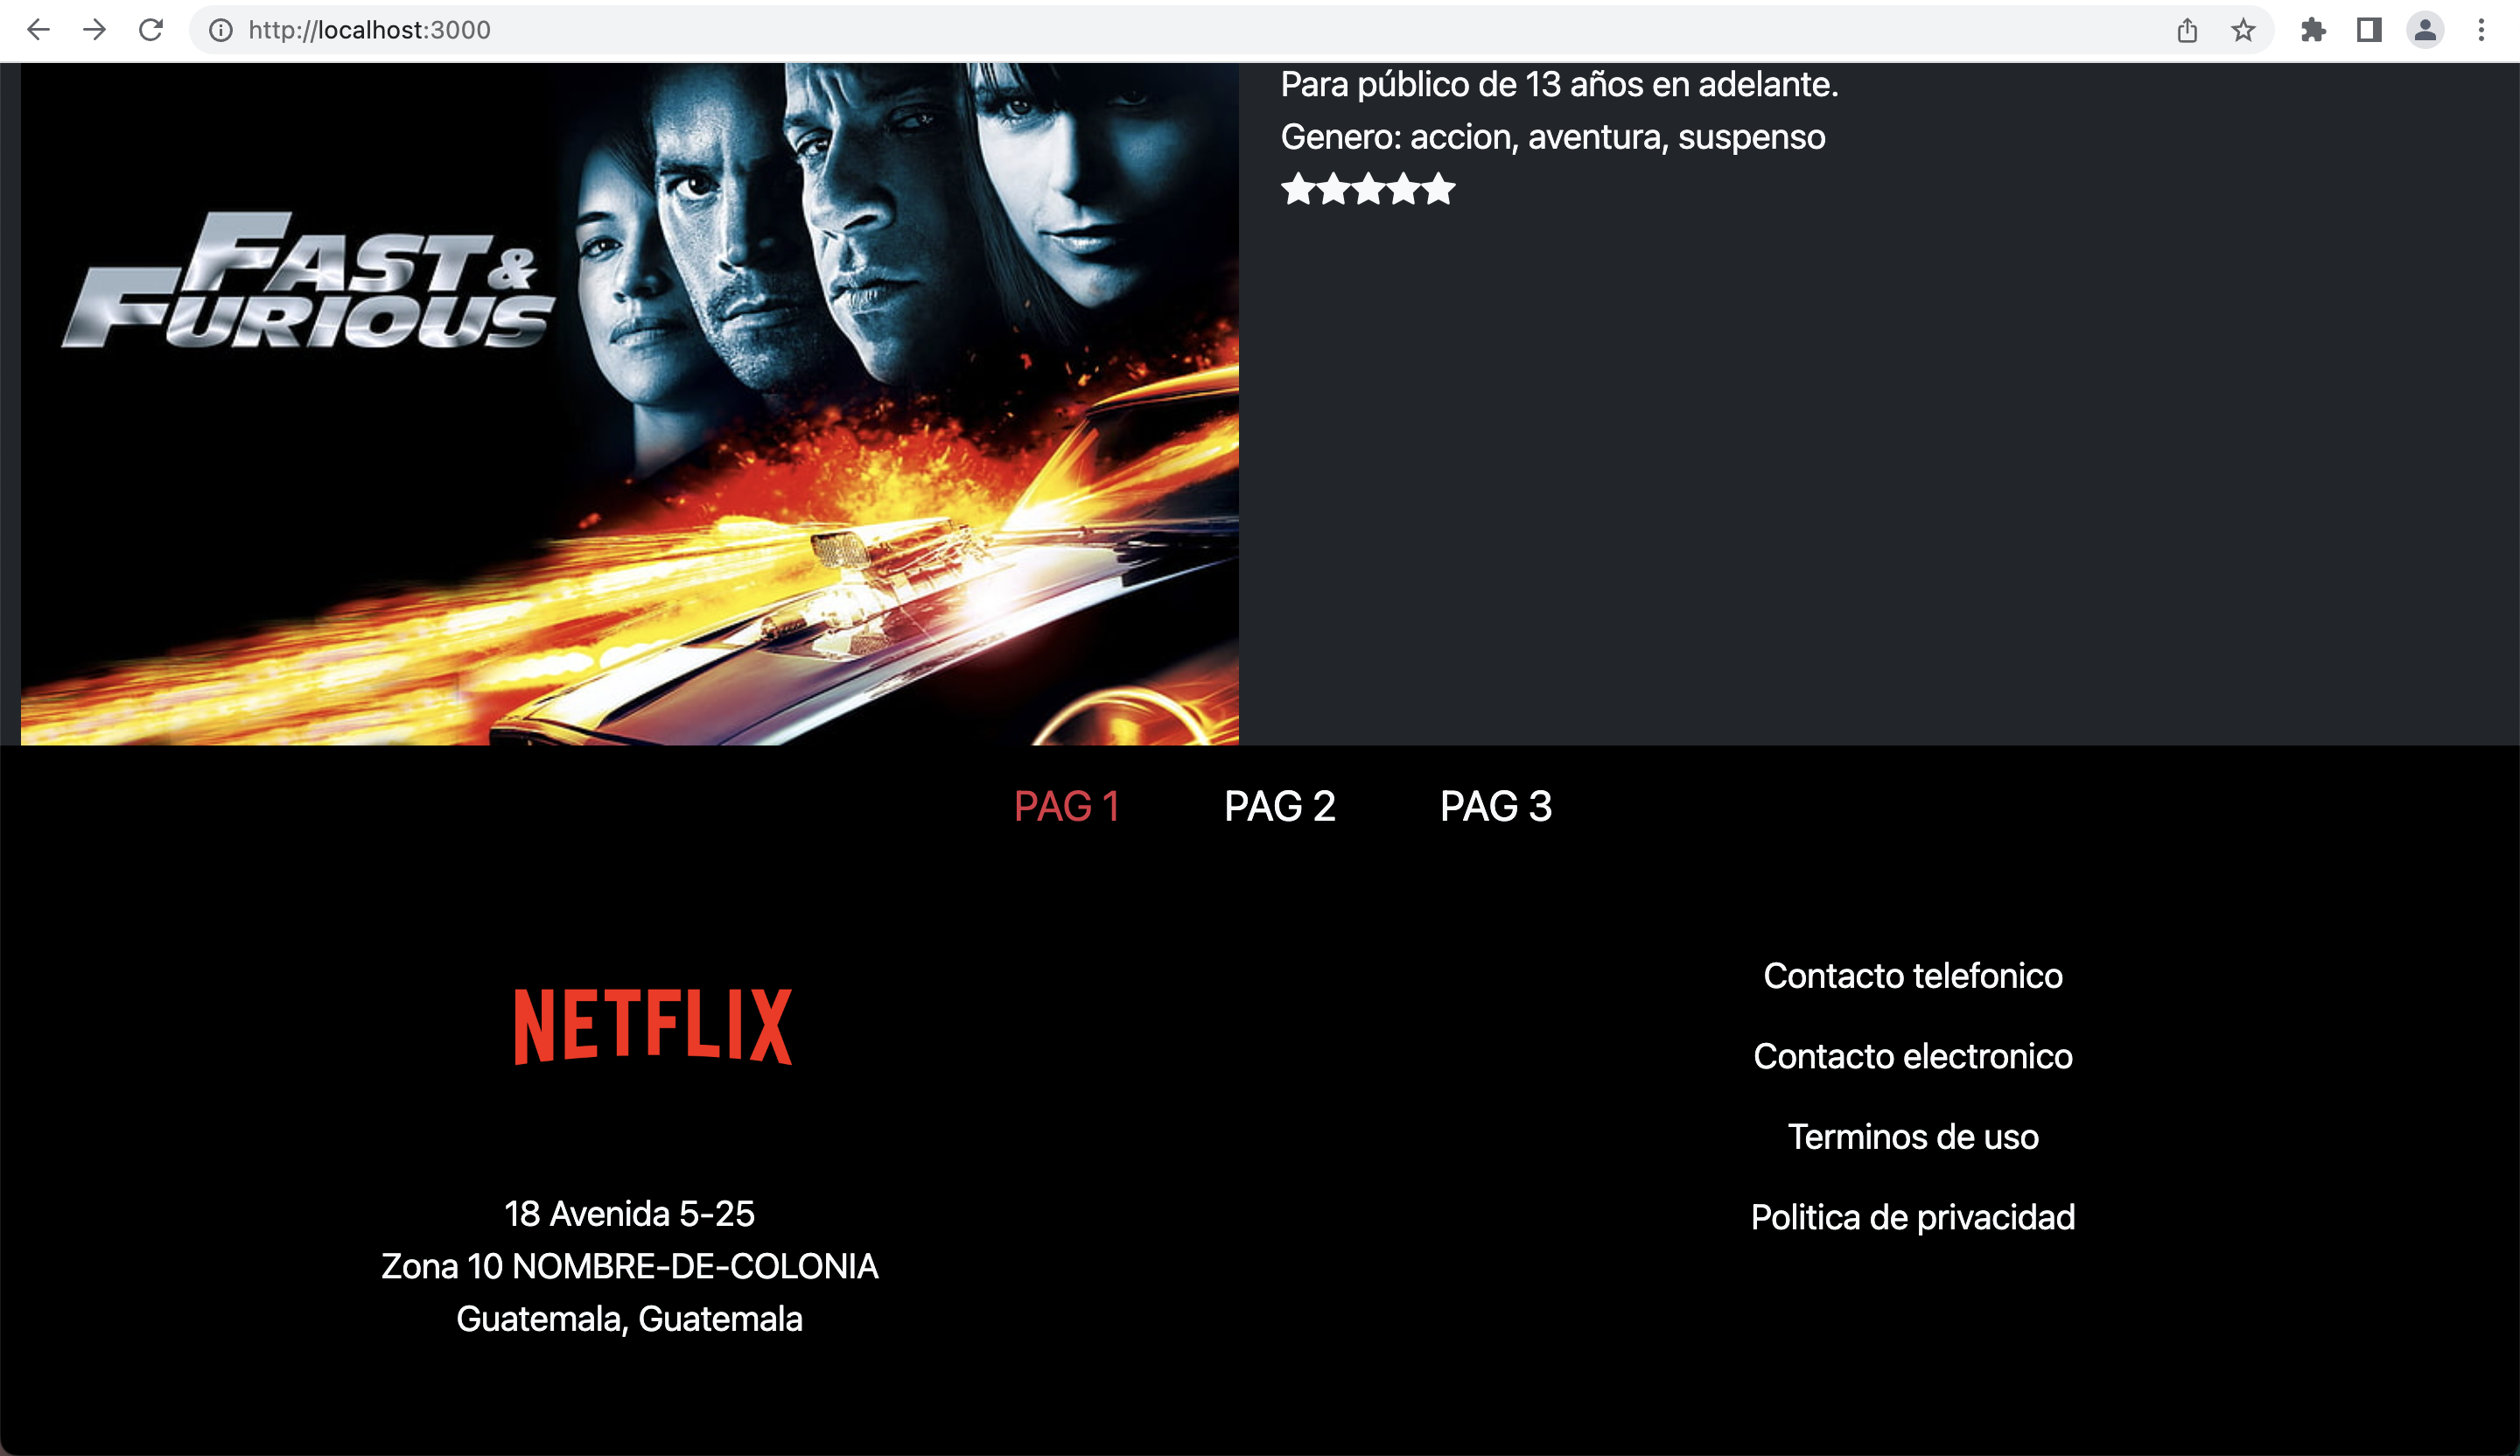 http://localhost:3000
Para público de 13 años en adelante.
Genero: accion, aventura, suspenso
FAST &
FURIOUS
PAG 1 PAG 2 PAG 3
NETFLIX
18 Avenida 5-25
Zona 10 NOMBRE-DE-COLONIA
Guatemala, Guatemala
Contacto telefonico
Contacto electronico
Terminos de uso
Politica de privacidad